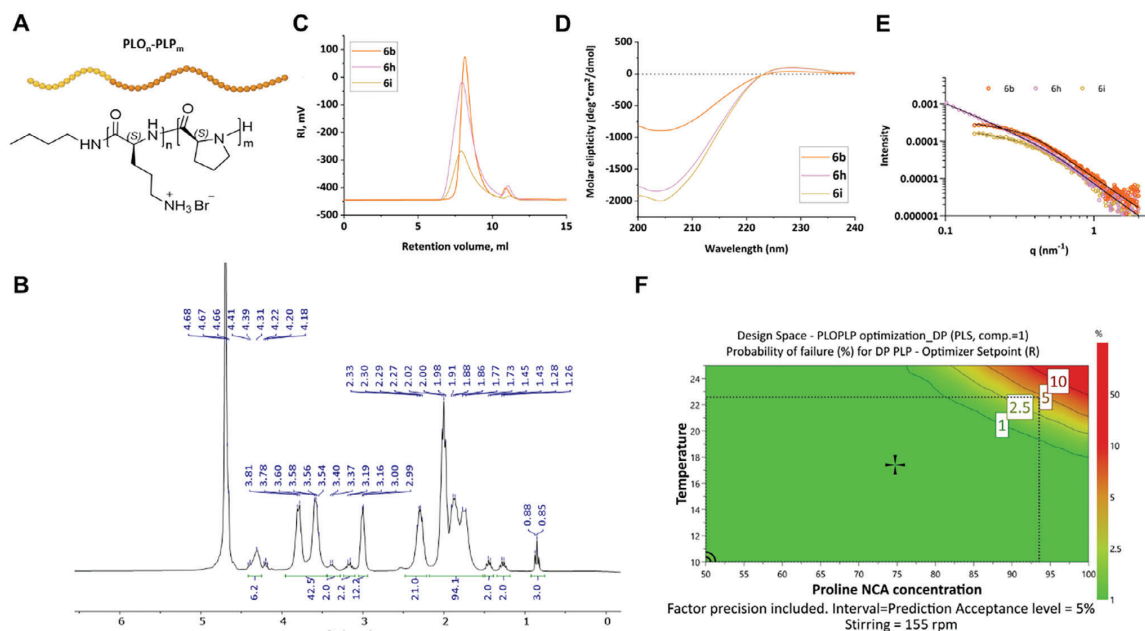 A
PLOn-PLPm
O
NH
(S)
H
N
n
O
(S)
N
H
m
+
NH3 Br−
C
RI, mV
100
50
0
-100
-200
-300
-400
-500
0
5
10
15
Retention volume, ml
6b
6h
6i
D
Molar elipticity [deg*cm²/dmol]
500
0
-500
-1000
-1500
-2000
200
210
220
230
240
Wavelength (nm)
6b
6h
6i
E
6b 6h 6i
Intensity
0.001
0.0001
0.00001
0.000001
0.1
1
q (nm-1)
B
4.68
4.67
4.66
4.41
4.39
4.31
4.22
4.20
4.18
2.33
2.30
2.29
2.27
2.02
2.00
1.98
1.91
1.88
1.86
1.77
1.73
1.45
1.43
1.28
1.26
3.81
3.78
3.60
3.58
3.56
3.54
3.40
3.37
3.19
3.16
3.00
2.99
0.88
0.85
6.2
42.5
2.0
2.2
12.2
21.0
94.1
2.0
2.0
3.0
6 5 4 3 2 1 0
F
Design Space - PLOPLP optimization_DP (PLS, comp.=1)
Probability of failure (%) for DP PLP - Optimizer Setpoint (R)
Temperature
24
22
20
18
16
14
12
10
50 55 60 65 70 75 80 85 90 95 100
Proline NCA concentration
1
2.5
5
10
%
50
10
5
2.5
1
Factor precision included. Interval=Prediction Acceptance level = 5%
Stirring = 155 rpm